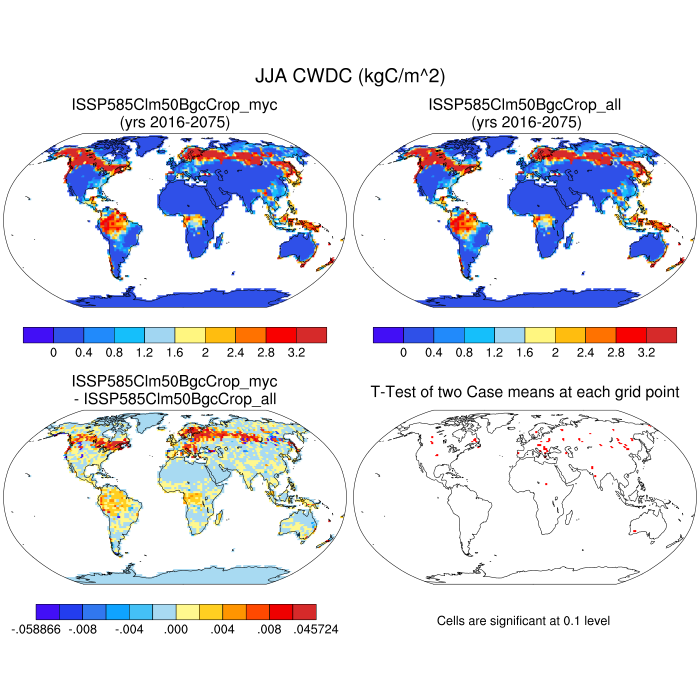 JJA CWDC (kgC/m^2)
ISSP585Clm50BgcCrop_myc
(yrs 2016-2075)
ISSP585Clm50BgcCrop_all
(yrs 2016-2075)
0 0.4 0.8 1.2 1.6 2 2.4 2.8 3.2
0 0.4 0.8 1.2 1.6 2 2.4 2.8 3.2
ISSP585Clm50BgcCrop_myc
- ISSP585Clm50BgcCrop_all
T-Test of two Case means at each grid point
-.058866 -.008 -.004 .000 .004 .008 .045724
Cells are significant at 0.1 level